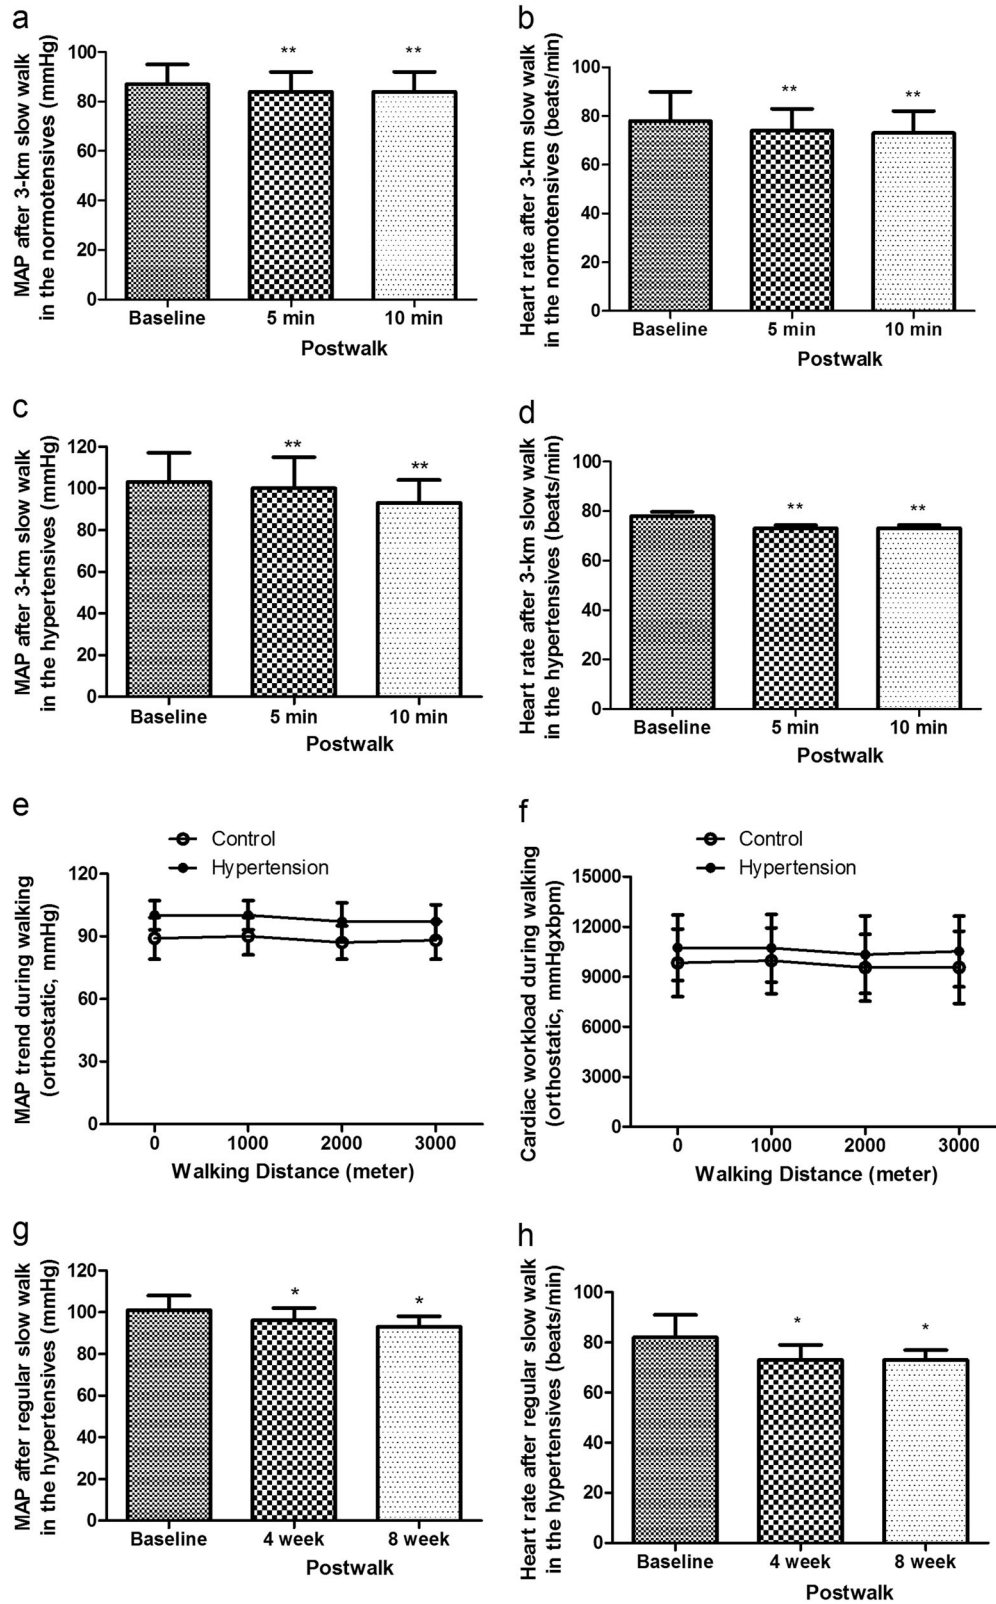 a
MAP after 3-km slow walk
in the normotensives (mmHg)
100
80
60
40
20
0
**
**
Baseline
5 min
10 min
Postwalk
b
Heart rate after 3-km slow walk
in the normotensives (beats/min)
100
80
60
40
20
0
**
**
Baseline
5 min
10 min
Postwalk
c
MAP after 3-km slow walk
in the hypertensives (mmHg)
120
100
80
60
40
20
0
**
**
Baseline
5 min
10 min
Postwalk
d
Heart rate after 3-km slow walk
in the hypertensives (beats/min)
100
80
60
40
20
0
**
**
Baseline
5 min
10 min
Postwalk
e
Control
Hypertension
MAP trend during walking
(orthostatic, mmHg)
120
90
60
30
0
0
1000
2000
3000
Walking Distance (meter)
f
Control
Hypertension
Cardiac workload during walking
(orthostatic, mmHgxbpm)
15000
12000
9000
6000
3000
0
0
1000
2000
3000
Walking Distance (meter)
g
MAP after regular slow walk
in the hypertensives (mmHg)
120
100
80
60
40
20
0
*
*
Baseline
4 week
8 week
Postwalk
h
Heart rate after regular slow walk
in the hypertensives (beats/min)
100
80
60
40
20
0
*
*
Baseline
4 week
8 week
Postwalk